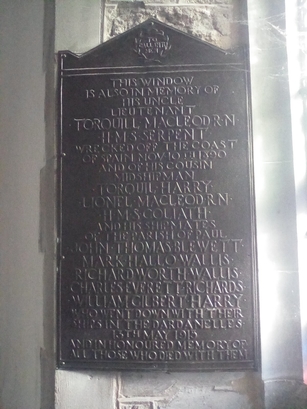 THIS WINDOW
IS ALSO IN MEMORY OF
HIS UNCLE
LIEUTENANT
TORQUILL MACLEOD R·N·
H·M·S SERPENT
WRECKED OFF THE COAST
OF SPAIN NOV 10TH 1890
AND OF HIS COUSIN
MIDSHIPMAN
TORQUIL HARRY
LIONEL MACLEOD R·N·
H·M·S GOLIATH
AND HIS SHIPMATES
OF THE PARISH OF PAUL
JOHN THOMAS BLEWETT
MARK HALLO WALLIS
RICHARD WORTH WALLIS
CHARLES EVERETT RICHARDS
WILLIAM GILBERT HARRY
WHO WENT DOWN WITH THEIR
SHIPS IN THE DARDANELLES
13TH MAY 1915
AND IN HONOURED MEMORY OF
ALL THOSE WHO DIED WITH THEM